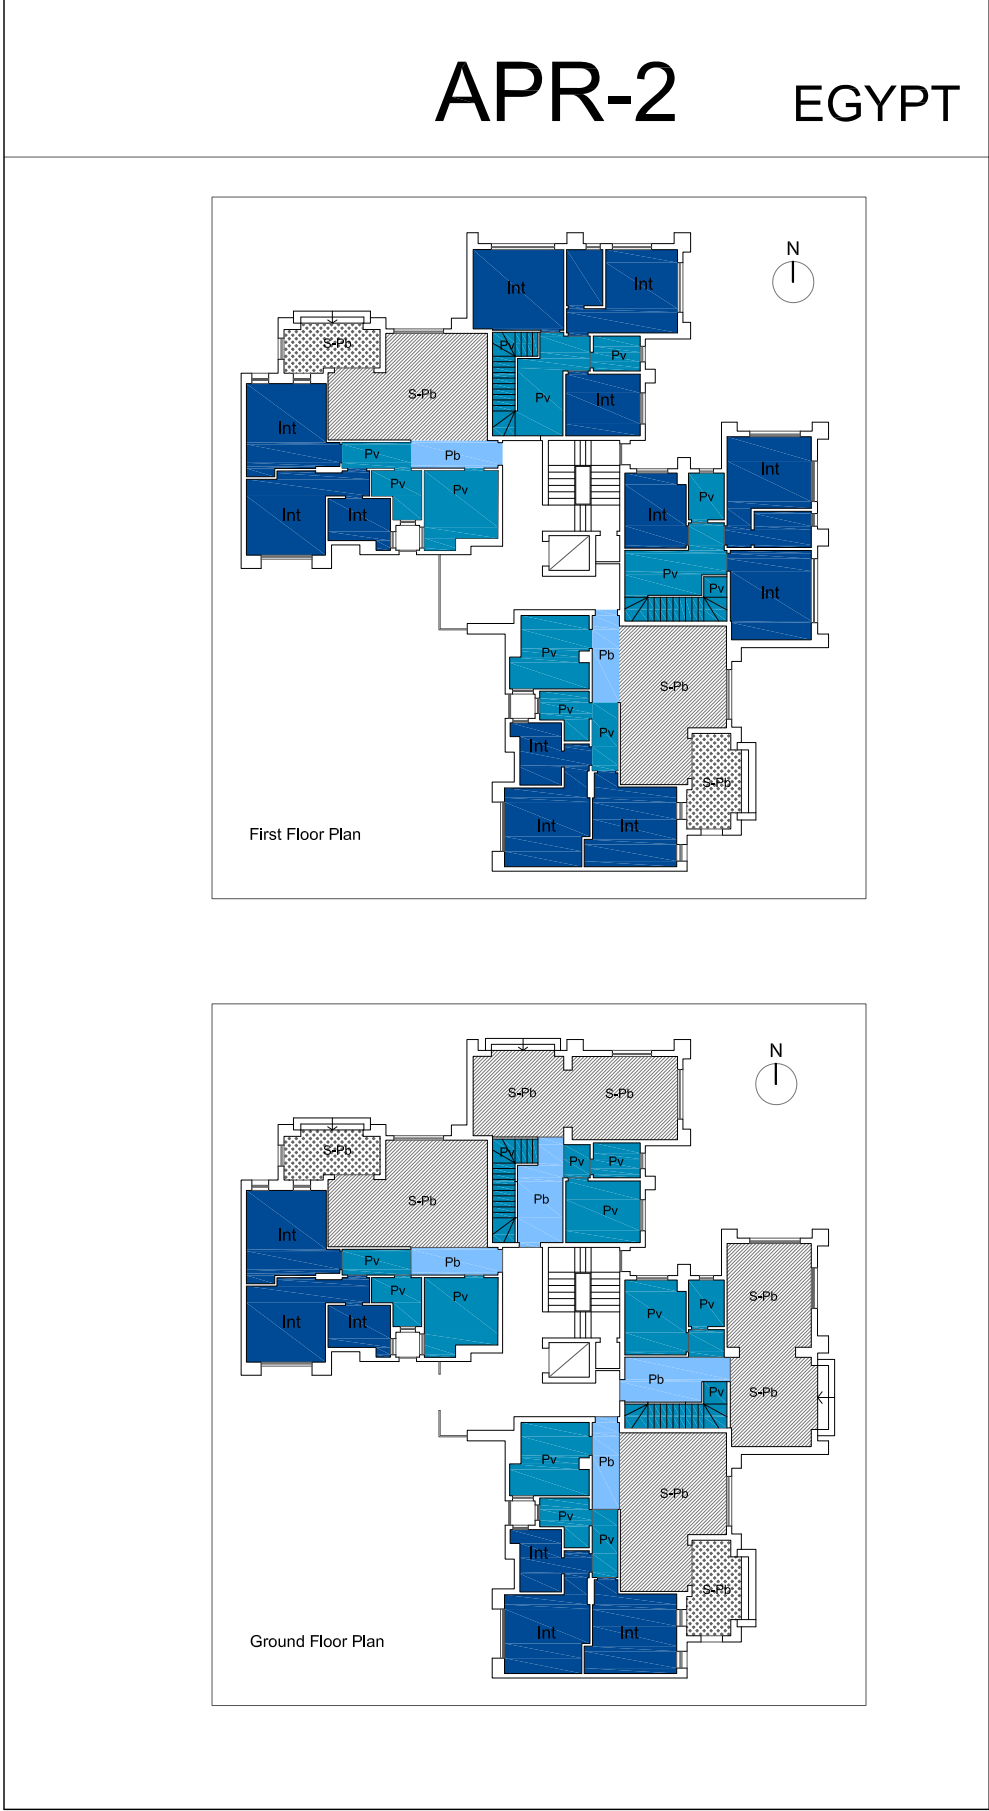 APR-2 EGYPT
N
Int Int
S-Pb Pv Pv
S-Pb Pv Int
Int Pv Pb Int
Pv Pv Int Pv
Int Int
Pv Pv Int
Pv Pb
S-Pb
Pv Pv
Int S-Pb
Int Int
First Floor Plan
N
S-Pb S-Pb
S-Pb Pv Pv Pv
S-Pb Pb Pv
Int Pv Pb
Pv Pv S-Pb
Int Int Pv Pv
Pb Pv S-Pb
Pv Pb
S-Pb
Pv Pv
Int S-Pb
Int Int
Ground Floor Plan